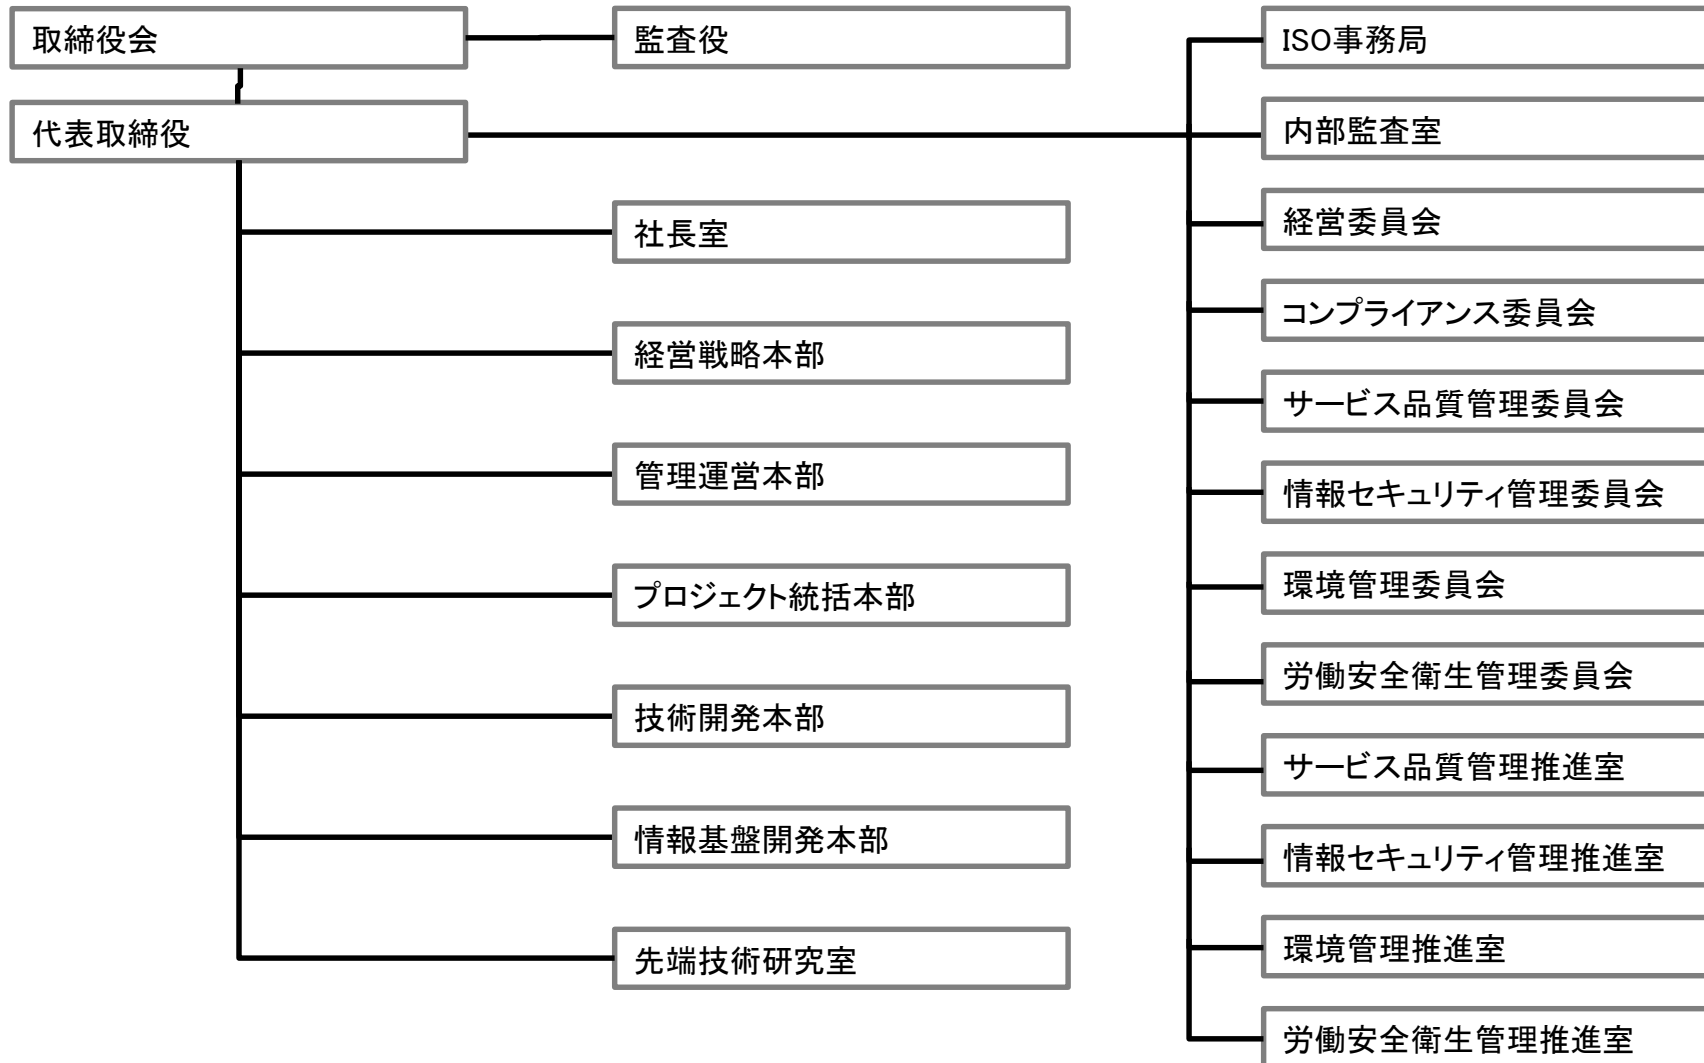 取締役会
監査役
代表取締役
社長室
経営戦略本部
管理運営本部
プロジェクト統括本部
技術開発本部
情報基盤開発本部
先端技術研究室
ISO事務局
内部監査室
経営委員会
コンプライアンス委員会
サービス品質管理委員会
情報セキュリティ管理委員会
環境管理委員会
労働安全衛生管理委員会
サービス品質管理推進室
情報セキュリティ管理推進室
環境管理推進室
労働安全衛生管理推進室